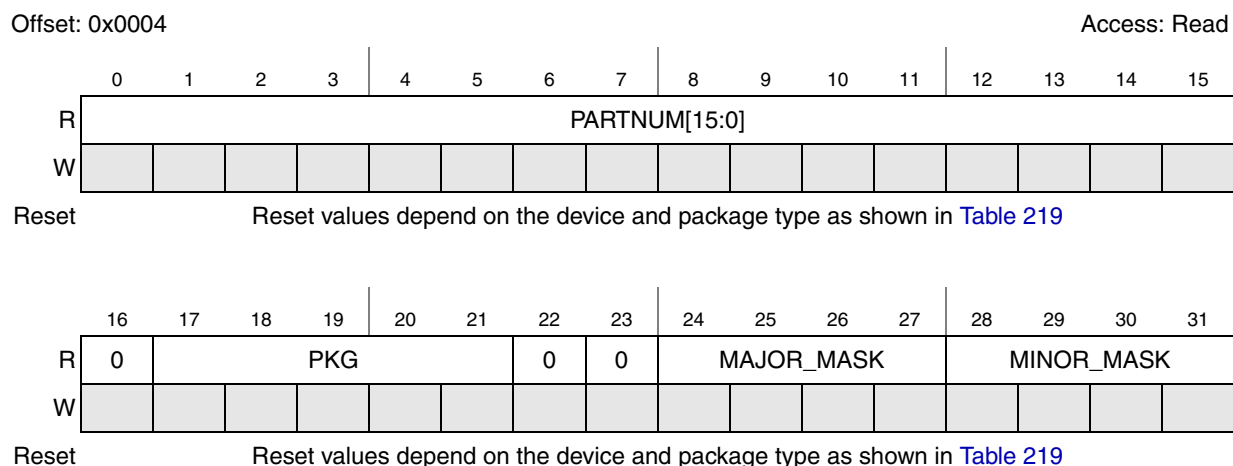 Offset: 0x0004 Access: Read
0 1 2 3 4 5 6 7 8 9 10 11 12 13 14 15
R PARTNUM[15:0]
W
Reset Reset values depend on the device and package type as shown in Table 219
16 17 18 19 20 21 22 23 24 25 26 27 28 29 30 31
R 0 PKG 0 0 MAJOR_MASK MINOR_MASK
W
Reset Reset values depend on the device and package type as shown in Table 219